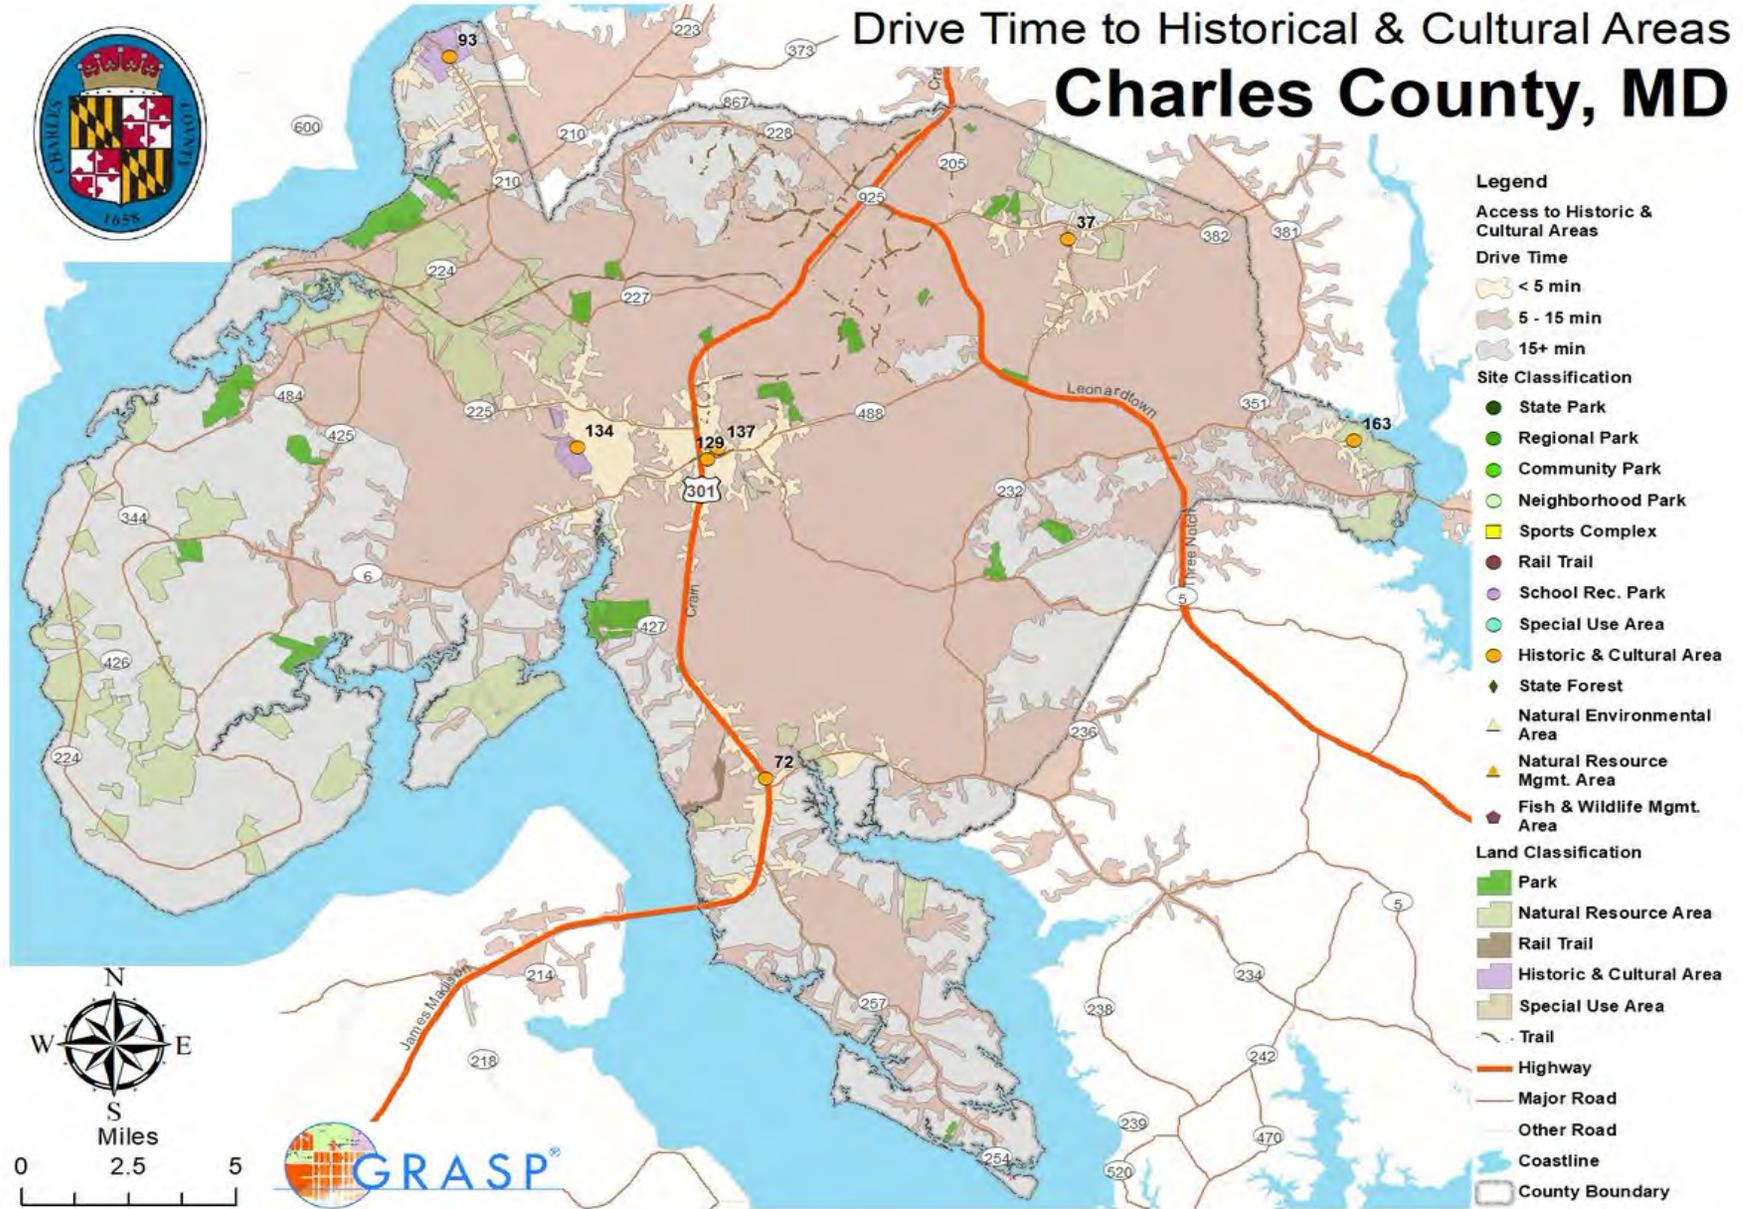 Drive Time to Historical & Cultural Areas
Charles County, MD
CHARLES COUNTY
1658
93
223
373
Cra
600
867
210
228
205
210
925
37
382
381
224
227
484
225
425
488
Leonardtown
351
163
134
129
137
301
344
232
6
Three Notch
5
Crain
427
426
224
236
72
5
James Madison
214
218
257
234
238
242
239
470
254
520
Legend
Access to Historic &
Cultural Areas
Drive Time
< 5 min
5 - 15 min
15+ min
Site Classification
State Park
Regional Park
Community Park
Neighborhood Park
Sports Complex
Rail Trail
School Rec. Park
Special Use Area
Historic & Cultural Area
State Forest
Natural Environmental
Area
Natural Resource
Mgmt. Area
Fish & Wildlife Mgmt.
Area
Land Classification
Park
Natural Resource Area
Rail Trail
Historic & Cultural Area
Special Use Area
Trail
Highway
Major Road
Other Road
Coastline
County Boundary
N
W E
S
Miles
0 2.5 5
GRASP®